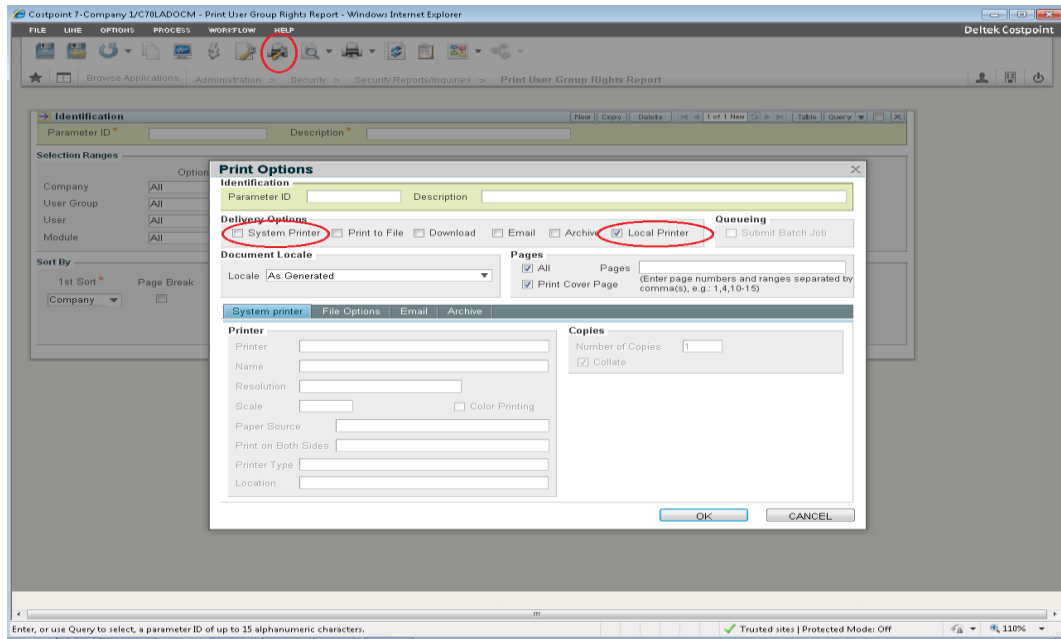 Costpoint 7-Company 1/C70LADOCM - Print User Group Rights Report - Windows Internet Explorer
FILE LINE OPTIONS PROCESS WORKFLOW HELP Deltek Costpoint
Browse Applications Administration > Security > Security Reports/Inquiries > Print User Group Rights Report
Identification New Copy Delete 1 of 1 New Table Query
Parameter ID * Description *
Selection Ranges
Option
Company All
User Group All
User All
Module All
Sort By
1st Sort * Page Break
Company
Print Options
Identification
Parameter ID Description
Delivery Options Queueing
System Printer Print to File Download Email Archive Local Printer Submit Batch Job
Document Locale Pages
Locale As Generated All Pages
(Enter page numbers and ranges separated by
Print Cover Page comma(s), e.g.: 1,4,10-15)
System printer File Options Email Archive
Printer Copies
Printer Number of Copies 1
Name Collate
Resolution
Scale Color Printing
Paper Source
Print on Both Sides
Printer Type
Location
OK CANCEL
Enter, or use Query to select, a parameter ID of up to 15 alphanumeric characters. Trusted sites | Protected Mode: Off 110%